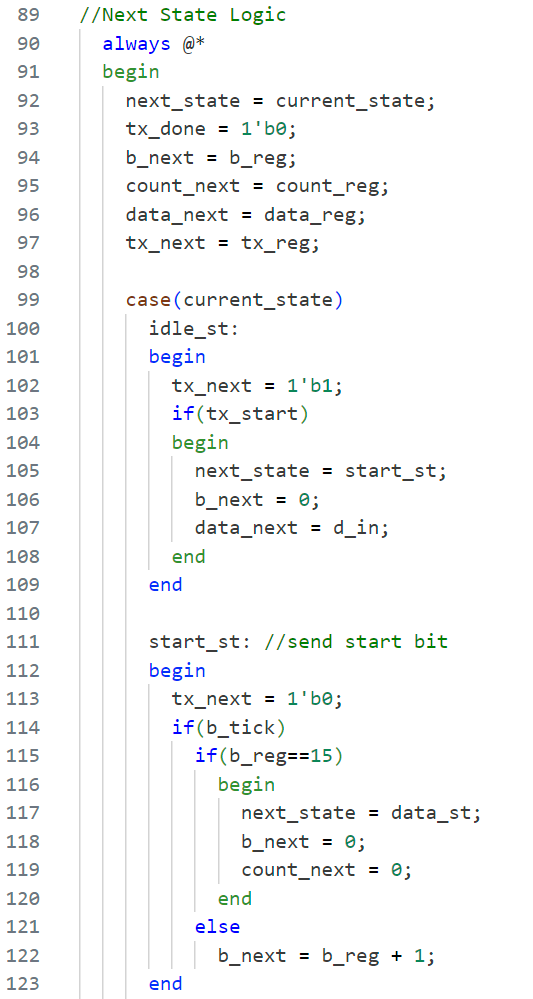 89 //Next State Logic
90 always @*
91 begin
92 next_state = current_state;
93 tx_done = 1'b0;
94 b_next = b_reg;
95 count_next = count_reg;
96 data_next = data_reg;
97 tx_next = tx_reg;
98
99 case(current_state)
100 idle_st:
101 begin
102 tx_next = 1'b1;
103 if(tx_start)
104 begin
105 next_state = start_st;
106 b_next = 0;
107 data_next = d_in;
108 end
109 end
110
111 start_st: //send start bit
112 begin
113 tx_next = 1'b0;
114 if(b_tick)
115 if(b_reg==15)
116 begin
117 next_state = data_st;
118 b_next = 0;
119 count_next = 0;
120 end
121 else
122 b_next = b_reg + 1;
123 end